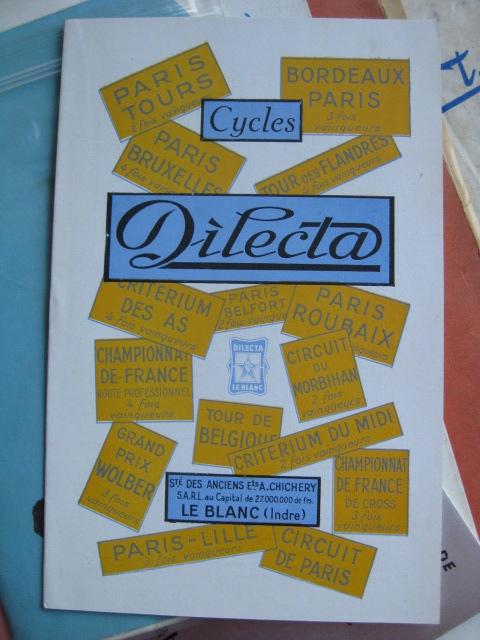 PARIS
TOURS
2 fois vainqueurs
BORDEAUX
PARIS
3 fois
vainqueurs
Cycles
PARIS
BRUXELLES
4 fois
TOUR DES FLANDRES
4 fois vainqueurs
Dilecta
CRITERIUM
DES AS
4 fois vainqueurs
PARIS
BELFORT
2 fois
PARIS
ROUBAIX
DILECTA
LE BLANC
CHAMPIONNAT
DE FRANCE
ROUTE PROFESSIONNEL
4 fois
vainqueurs
CIRCUIT
DU
MORBIHAN
2 fois
vainqueurs
TOUR DE
BELGIQUE
CRITERIUM DU MIDI
2 fois vainqueurs
GRAND
PRIX
WOLBER
3 fois
vainqueurs
CHAMPIONNAT
DE FRANCE
DE CROSS
3 fois
vainqueurs
STÉ DES ANCIENS Éts A. CHICHERY
S.A.R.L. au Capital de 27.000.000 de frs.
LE BLANC (Indre)
PARIS-LILLE
3 fois vainqueurs
CIRCUIT
DE PARIS